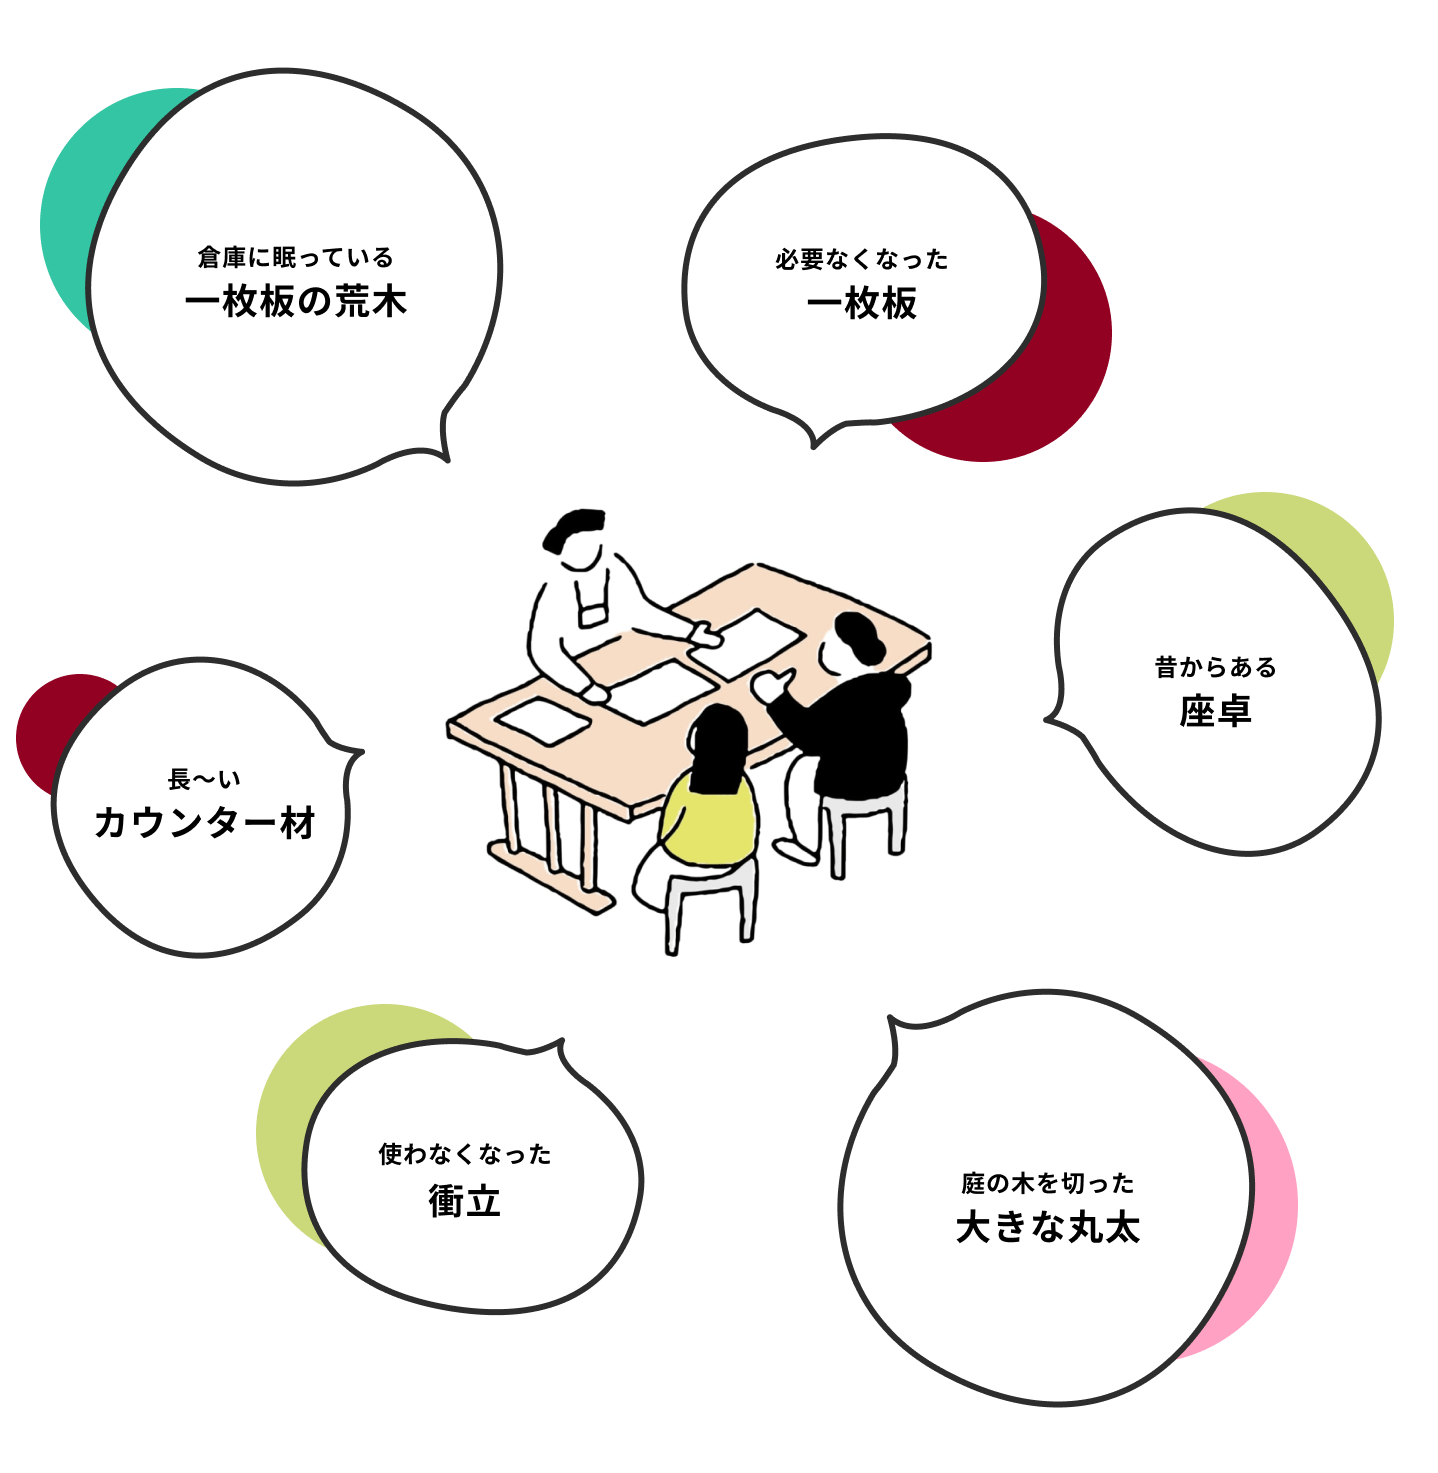 倉庫に眠っている
一枚板の荒木
必要なくなった
一枚板
昔からある
座卓
長〜い
カウンター材
使わなくなった
衝立
庭の木を切った
大きな丸太